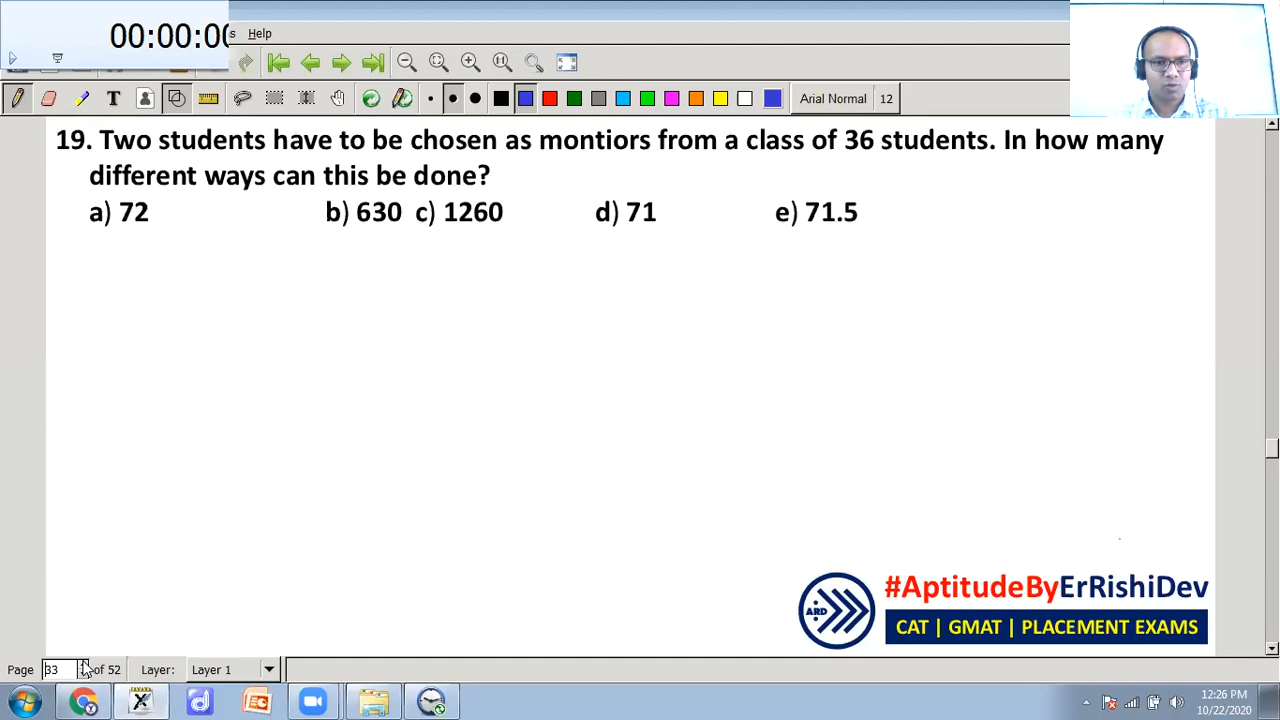 00:00:00
s Help
Arial Normal 12
19. Two students have to be chosen as montiors from a class of 36 students. In how many
different ways can this be done?
a) 72 b) 630 c) 1260 d) 71 e) 71.5
#AptitudeByErRishiDev
ARD
CAT | GMAT | PLACEMENT EXAMS
Page 33 of 52 Layer: Layer 1
12:26 PM
10/22/2020